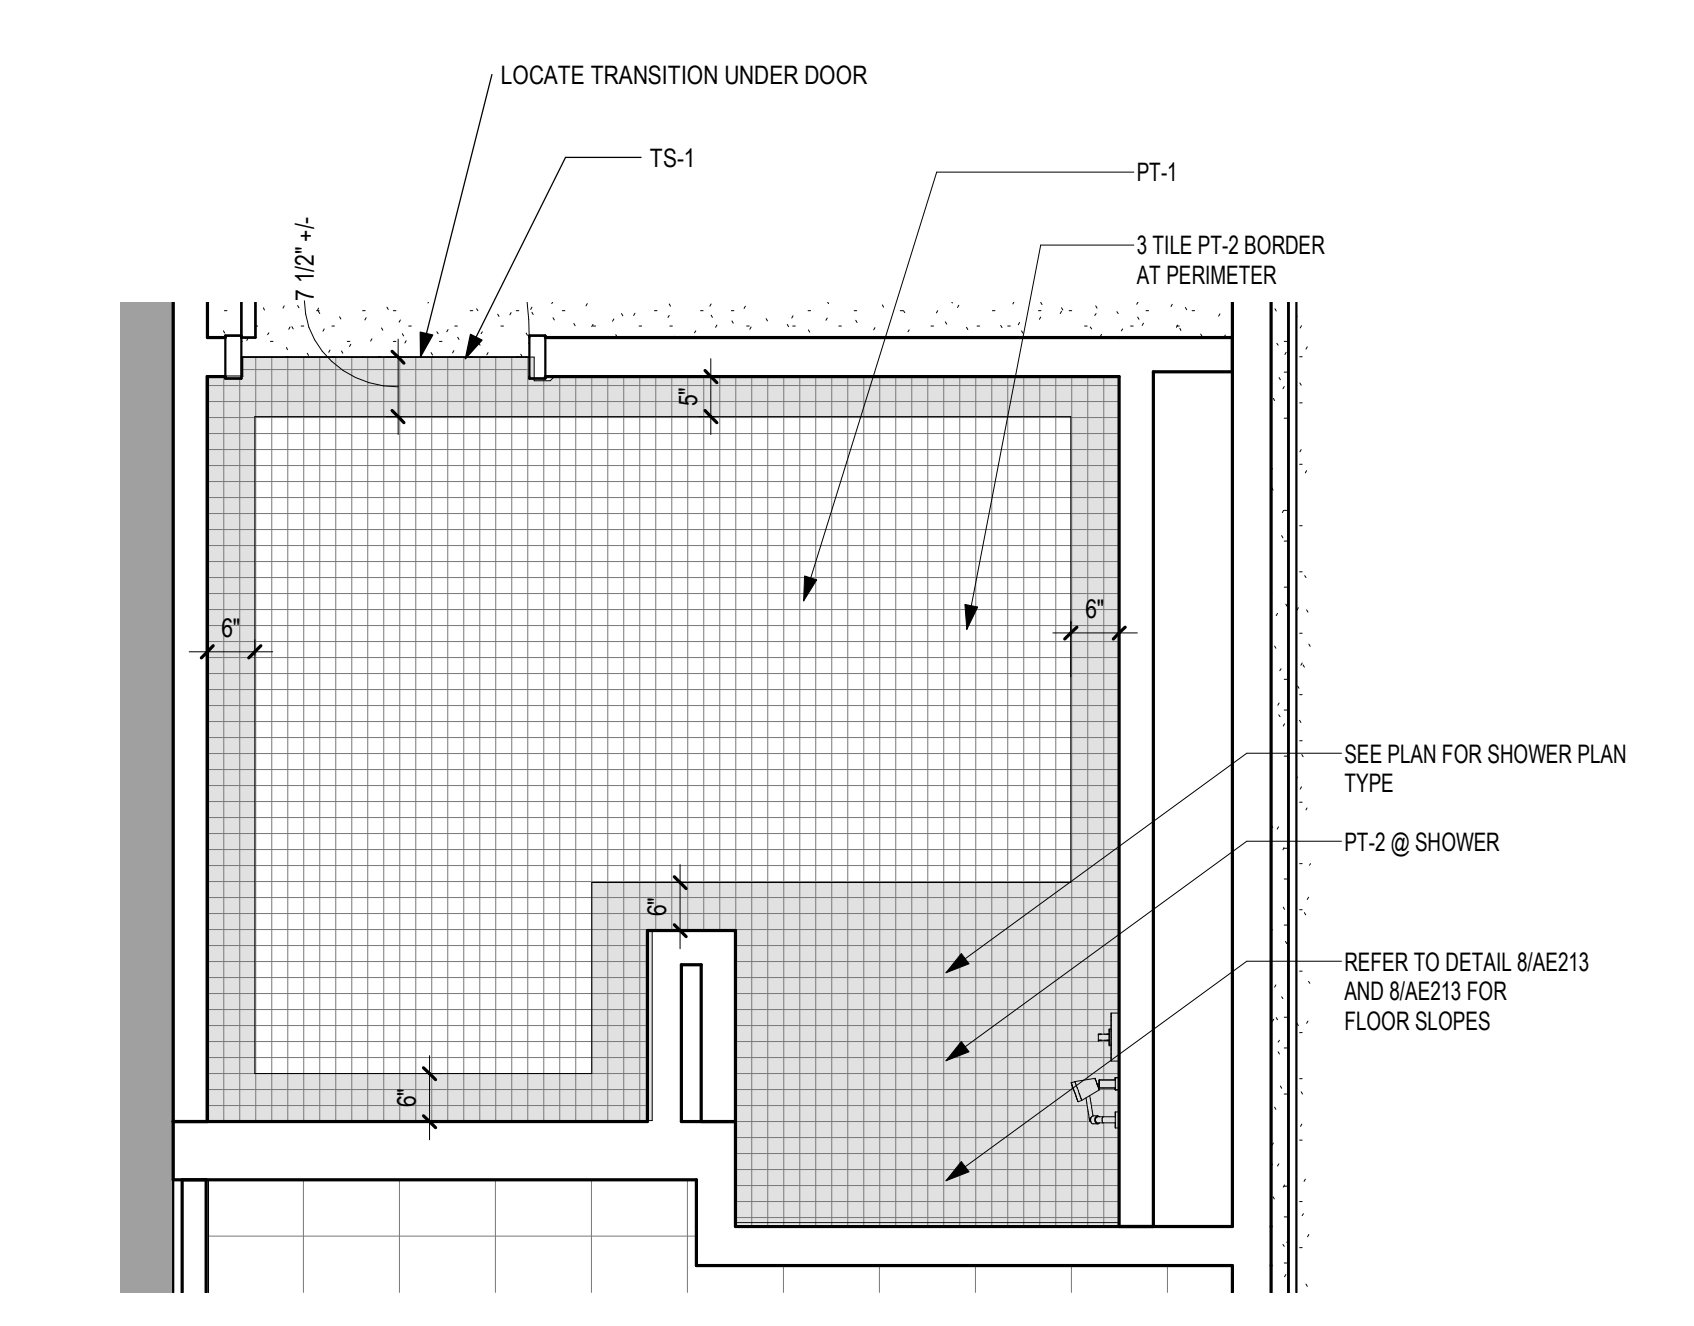 LOCATE TRANSITION UNDER DOOR
TS-1
PT-1
7 1/2" +/-
3 TILE PT-2 BORDER
AT PERIMETER
5"
6"
6"
SEE PLAN FOR SHOWER PLAN
TYPE
PT-2 @ SHOWER
6"
REFER TO DETAIL 8/AE213
AND 8/AE213 FOR
FLOOR SLOPES
6"